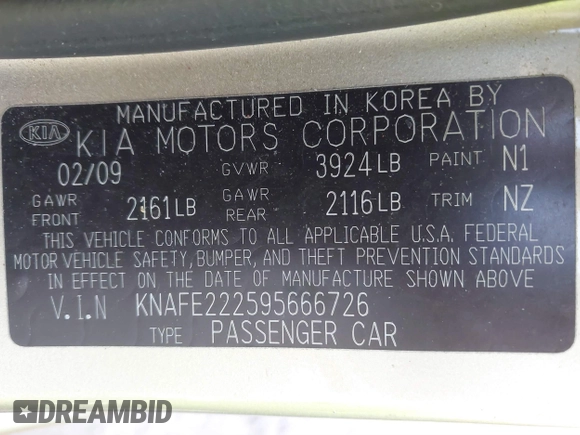 MANUFACTURED IN KOREA BY
KIA KIA MOTORS CORPORATION
02/09 GVWR 3924LB PAINT N1
GAWR FRONT 2161LB GAWR REAR 2116LB TRIM NZ
THIS VEHICLE CONFORMS TO ALL APPLICABLE U.S.A. FEDERAL
MOTOR VEHICLE SAFETY, BUMPER, AND THEFT PREVENTION STANDARDS
IN EFFECT ON THE DATE OF MANUFACTURE SHOWN ABOVE
V.I.N KNAFE222595666726
TYPE PASSENGER CAR
DREAMBID